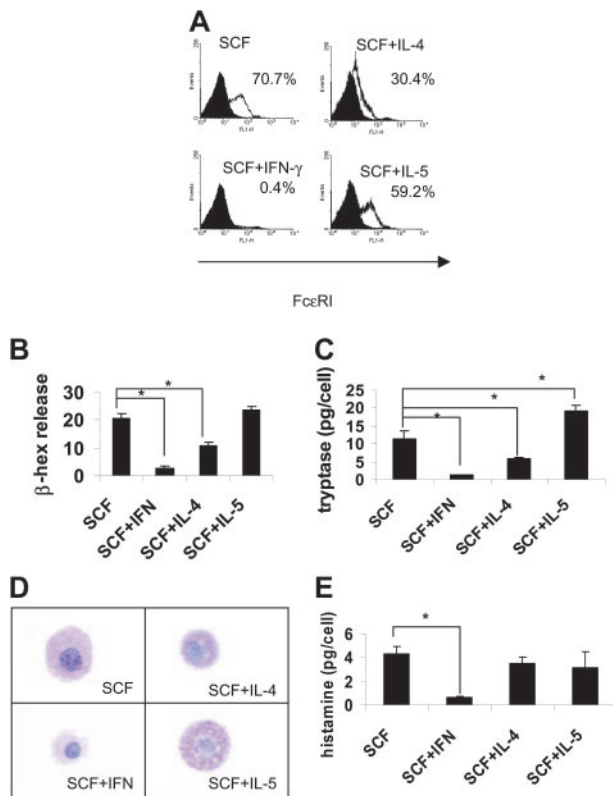 A
SCF
70.7%
SCF+IL-4
30.4%
SCF+IFN-γ
0.4%
SCF+IL-5
59.2%
Events
FL1-H
FcεRI
B
β-hex release
30
20
10
0
SCF
SCF+IFN
SCF+IL-4
SCF+IL-5
*
*
C
tryptase (pg/cell)
25
20
15
10
5
0
SCF
SCF+IFN
SCF+IL-4
SCF+IL-5
*
*
*
D
SCF
SCF+IL-4
SCF+IFN
SCF+IL-5
E
histamine (pg/cell)
6
4
2
0
SCF
SCF+IFN
SCF+IL-4
SCF+IL-5
*